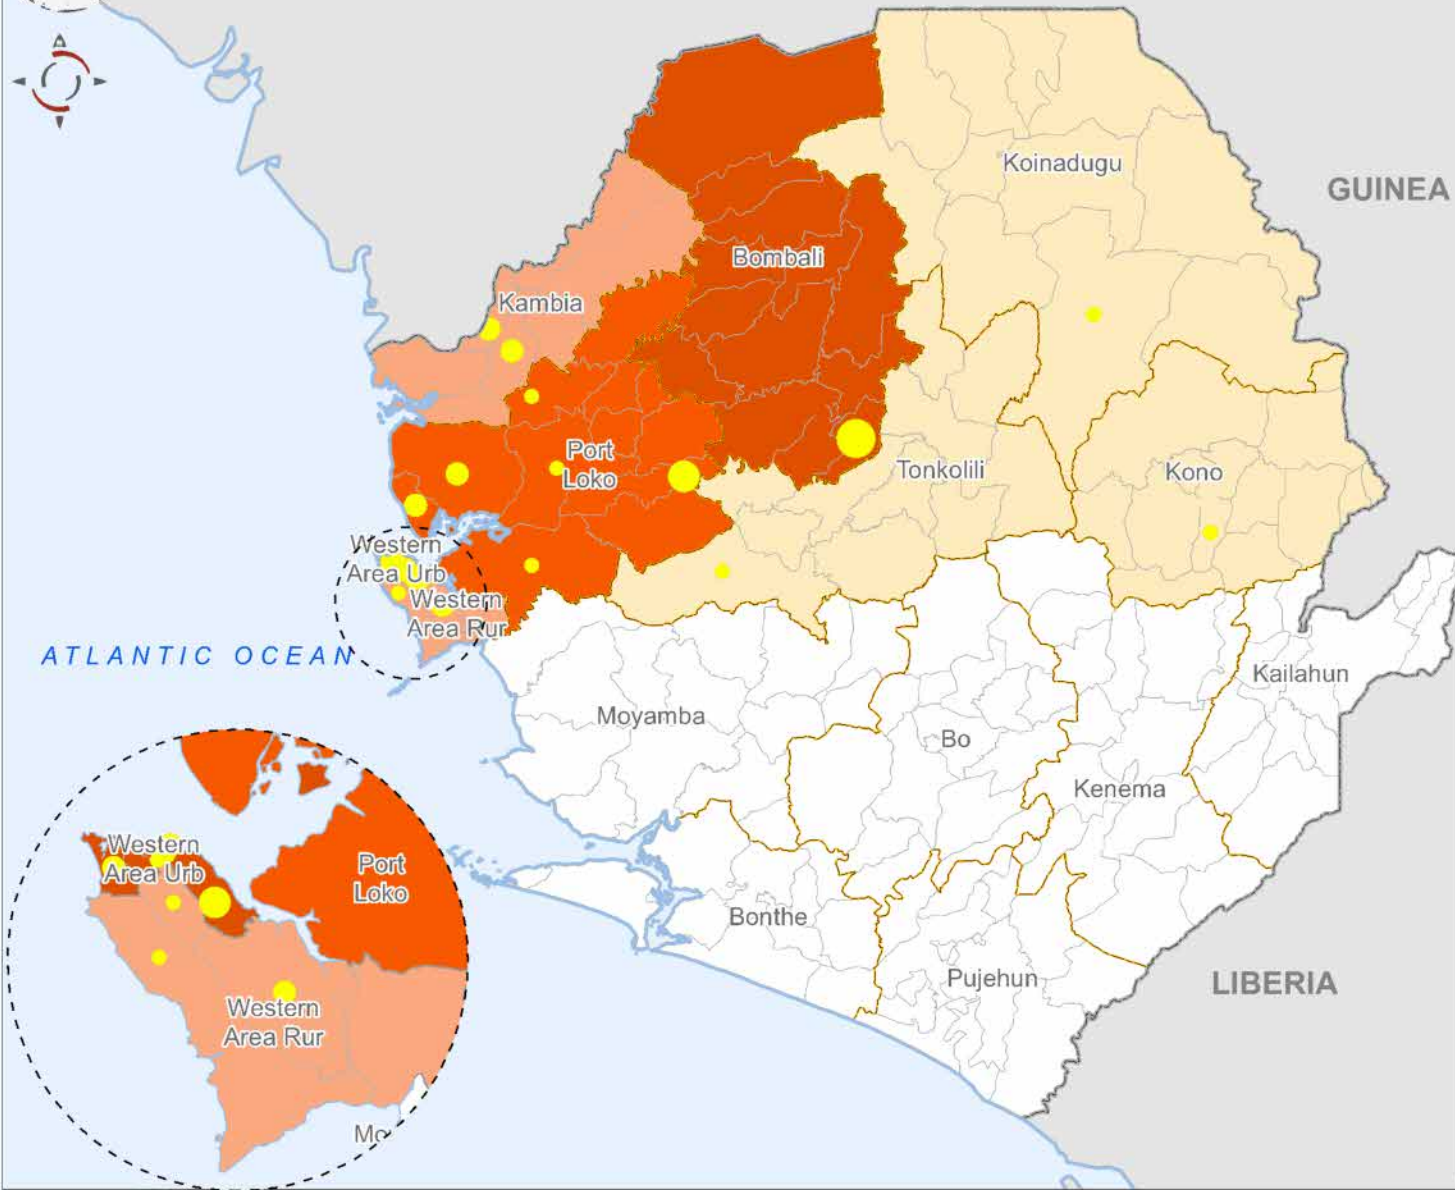 Koinadugu
GUINEA
Bombali
Kambia
Port
Loko
Tonkolili
Kono
Western
Area Urb
Western
Area Rur
ATLANTIC OCEAN
Kailahun
Moyamba
Bo
Kenema
Western
Area Urb
Port
Loko
Bonthe
Pujehun
LIBERIA
Western
Area Rur
Mo